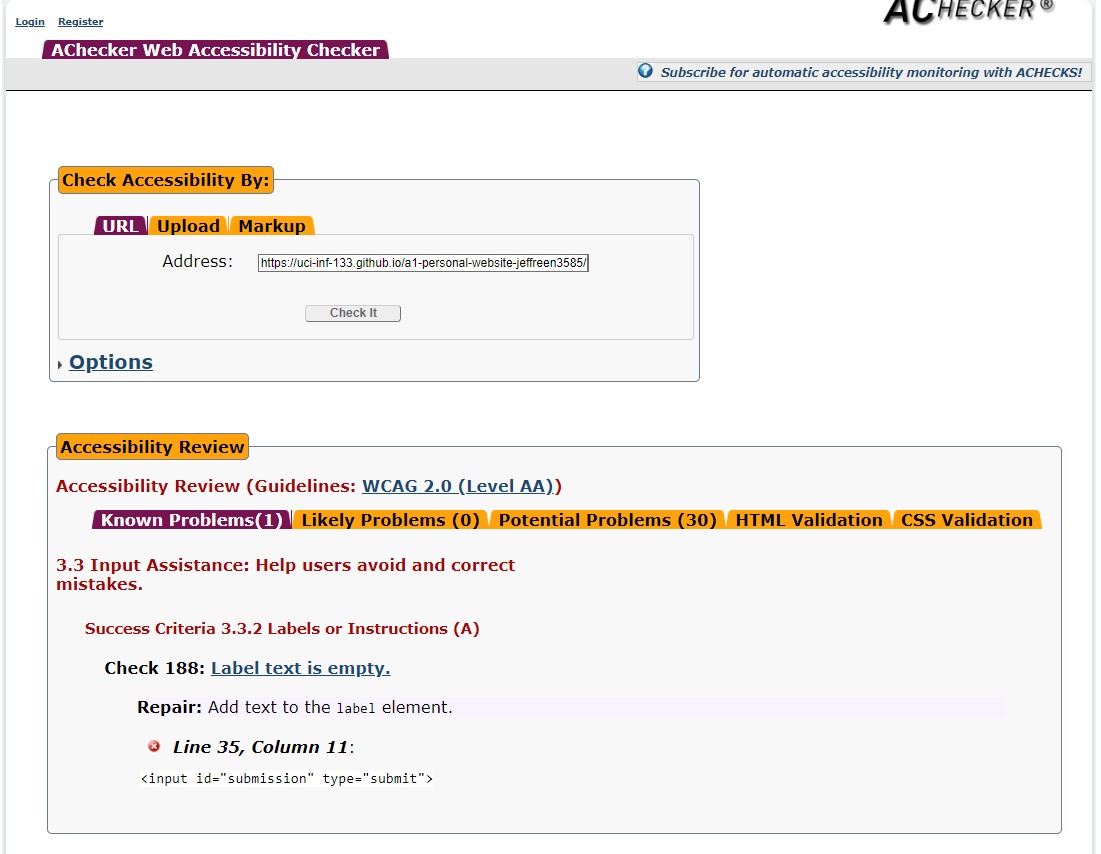 Login Register
ACHECKER ®
AChecker Web Accessibility Checker
Subscribe for automatic accessibility monitoring with ACHECKS!
Check Accessibility By:
URL Upload Markup
Address: https://uci-inf-133.github.io/a1-personal-website-jeffreen3585/
Check It
Options
Accessibility Review
Accessibility Review (Guidelines: WCAG 2.0 (Level AA))
Known Problems(1) Likely Problems (0) Potential Problems (30) HTML Validation CSS Validation
3.3 Input Assistance: Help users avoid and correct
mistakes.
Success Criteria 3.3.2 Labels or Instructions (A)
Check 188: Label text is empty.
Repair: Add text to the label element.
Line 35, Column 11:
<input id="submission" type="submit">